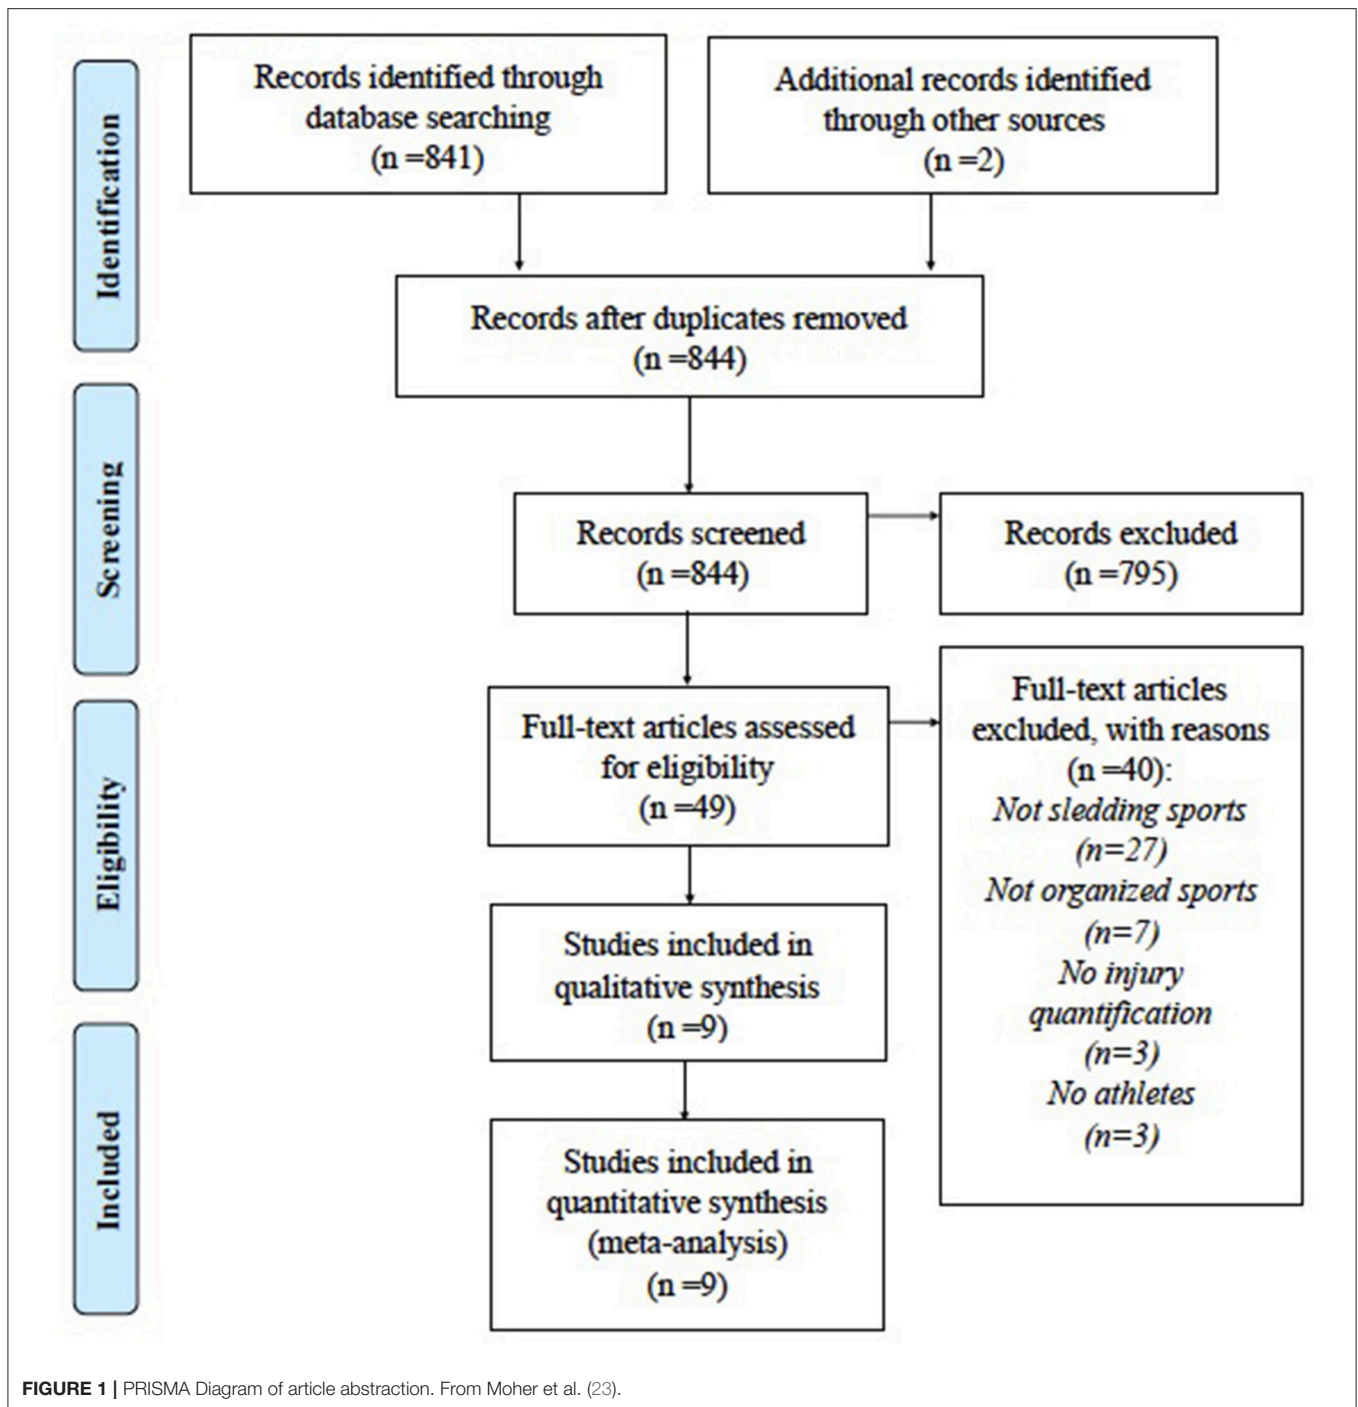 Identification
Records identified through
database searching
(n =841)
Additional records identified
through other sources
(n =2)
Records after duplicates removed
(n =844)
Screening
Records screened
(n =844)
Records excluded
(n =795)
Eligibility
Full-text articles assessed
for eligibility
(n =49)
Full-text articles
excluded, with reasons
(n =40):
Not sledding sports
(n=27)
Not organized sports
(n=7)
No injury
quantification
(n=3)
No athletes
(n=3)
Studies included in
qualitative synthesis
(n =9)
Included
Studies included in
quantitative synthesis
(meta-analysis)
(n =9)
FIGURE 1 | PRISMA Diagram of article abstraction. From Moher et al. (23).